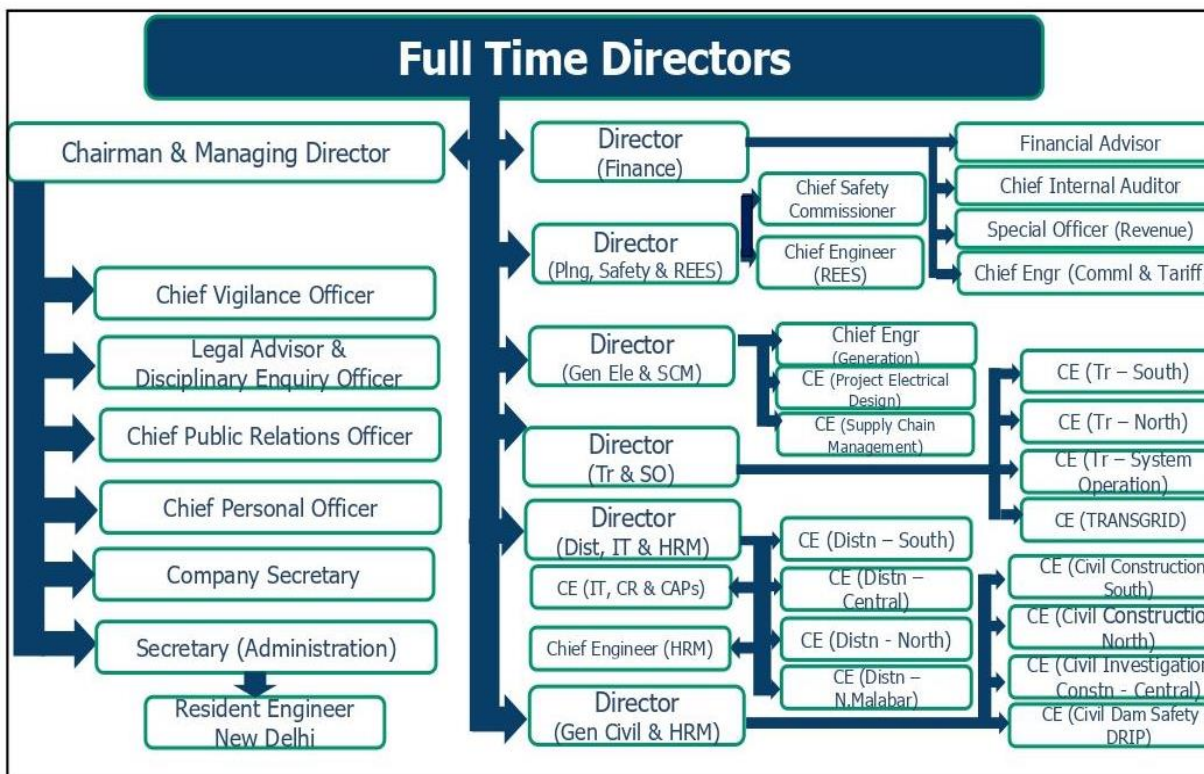 Full Time Directors
Chairman & Managing Director
Chief Vigilance Officer
Legal Advisor &
Disciplinary Enquiry Officer
Chief Public Relations Officer
Chief Personal Officer
Company Secretary
Secretary (Administration)
Resident Engineer
New Delhi
Director
(Finance)
Financial Advisor
Chief Internal Auditor
Special Officer (Revenue)
Chief Engr (Comml & Tariff
Director
(Plng, Safety & REES)
Chief Safety
Commissioner
Chief Engineer
(REES)
Director
(Gen Ele & SCM)
Chief Engr
(Generation)
CE (Project Electrical
Design)
CE (Supply Chain
Management)
Director
(Tr & SO)
CE (Tr – South)
CE (Tr – North)
CE (Tr – System
Operation)
CE (TRANSGRID)
Director
(Dist, IT & HRM)
CE (IT, CR & CAPs)
Chief Engineer (HRM)
CE (Distn – South)
CE (Distn –
Central)
CE (Distn - North)
CE (Distn –
N.Malabar)
Director
(Gen Civil & HRM)
CE (Civil Construction
South)
CE (Civil Constructio
North)
CE (Civil Investigation
Constn - Central)
CE (Civil Dam Safety
DRIP)